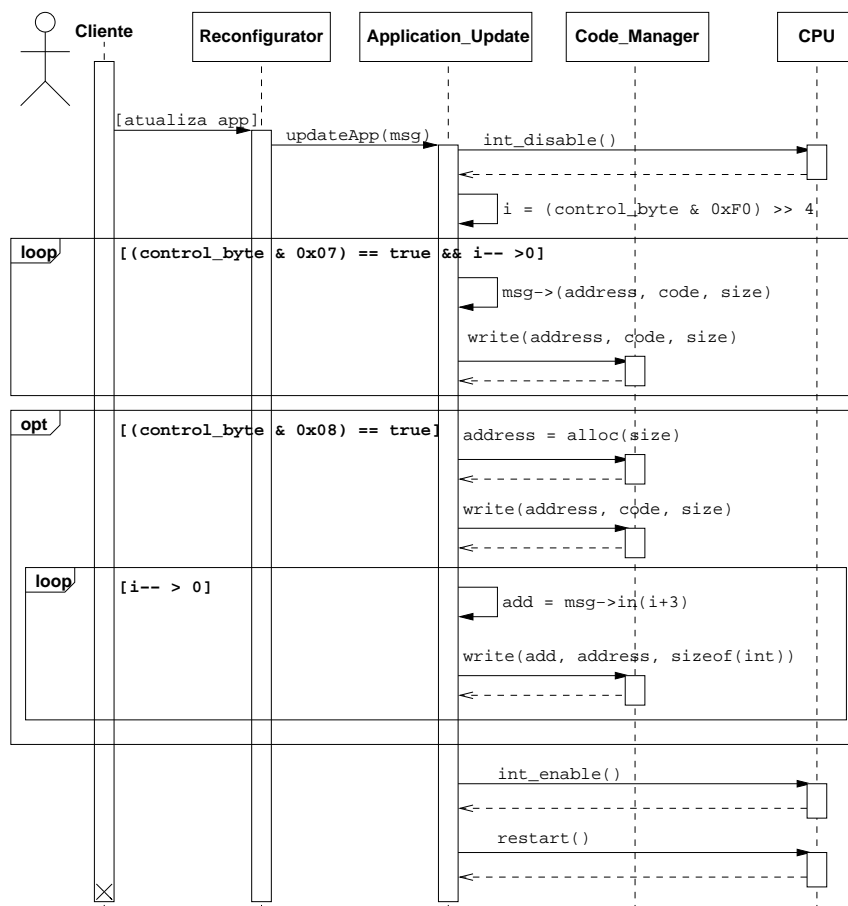 Cliente
Reconfigurator
Application_Update
Code_Manager
CPU
[atualiza app]
updateApp(msg)
int_disable()
i = (control_byte & 0xF0) >> 4
loop
[(control_byte & 0x07) == true && i-- >0]
msg->(address, code, size)
write(address, code, size)
opt
[(control_byte & 0x08) == true]
address = alloc(size)
write(address, code, size)
loop
[i-- > 0]
add = msg->in(i+3)
write(add, address, sizeof(int))
int_enable()
restart()